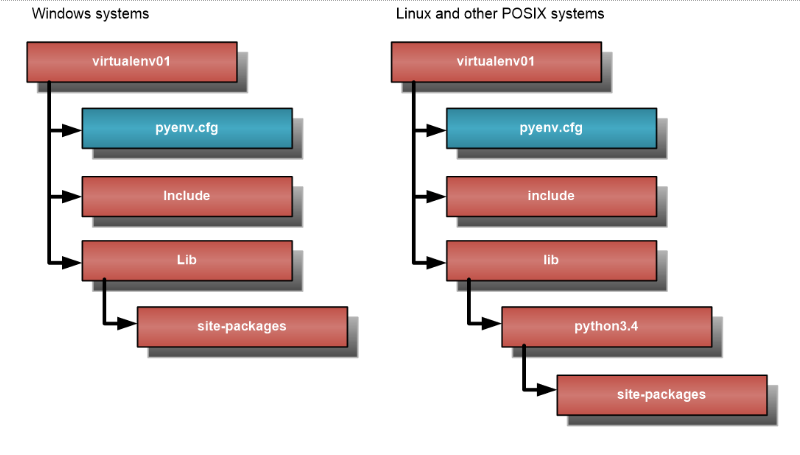 Windows systems
virtualenv01
pyenv.cfg
Include
Lib
site-packages
Linux and other POSIX systems
virtualenv01
pyenv.cfg
include
lib
python3.4
site-packages